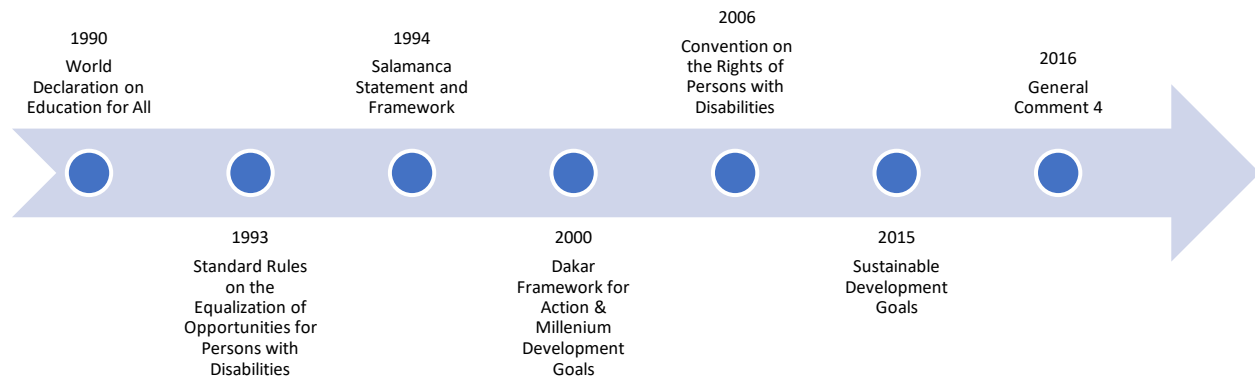 1990
World
Declaration on
Education for All
1993
Standard Rules
on the
Equalization of
Opportunities for
Persons with
Disabilities
1994
Salamanca
Statement and
Framework
2000
Dakar
Framework for
Action &
Millenium
Development
Goals
2006
Convention on
the Rights of
Persons with
Disabilities
2015
Sustainable
Development
Goals
2016
General
Comment 4